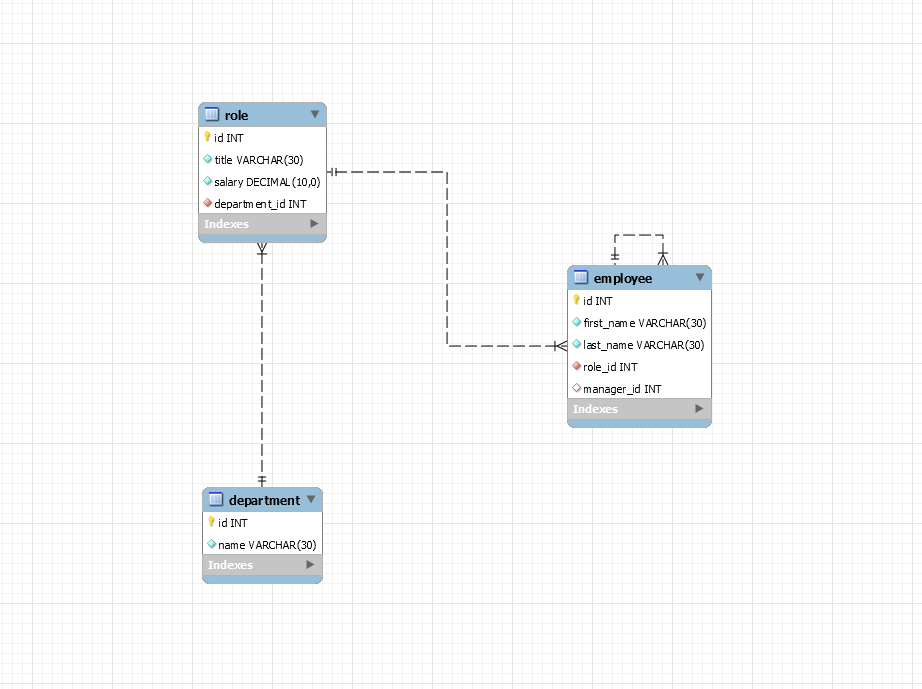 role
id INT
title VARCHAR(30)
salary DECIMAL(10,0)
department_id INT
Indexes
employee
id INT
first_name VARCHAR(30)
last_name VARCHAR(30)
role_id INT
manager_id INT
Indexes
department
id INT
name VARCHAR(30)
Indexes